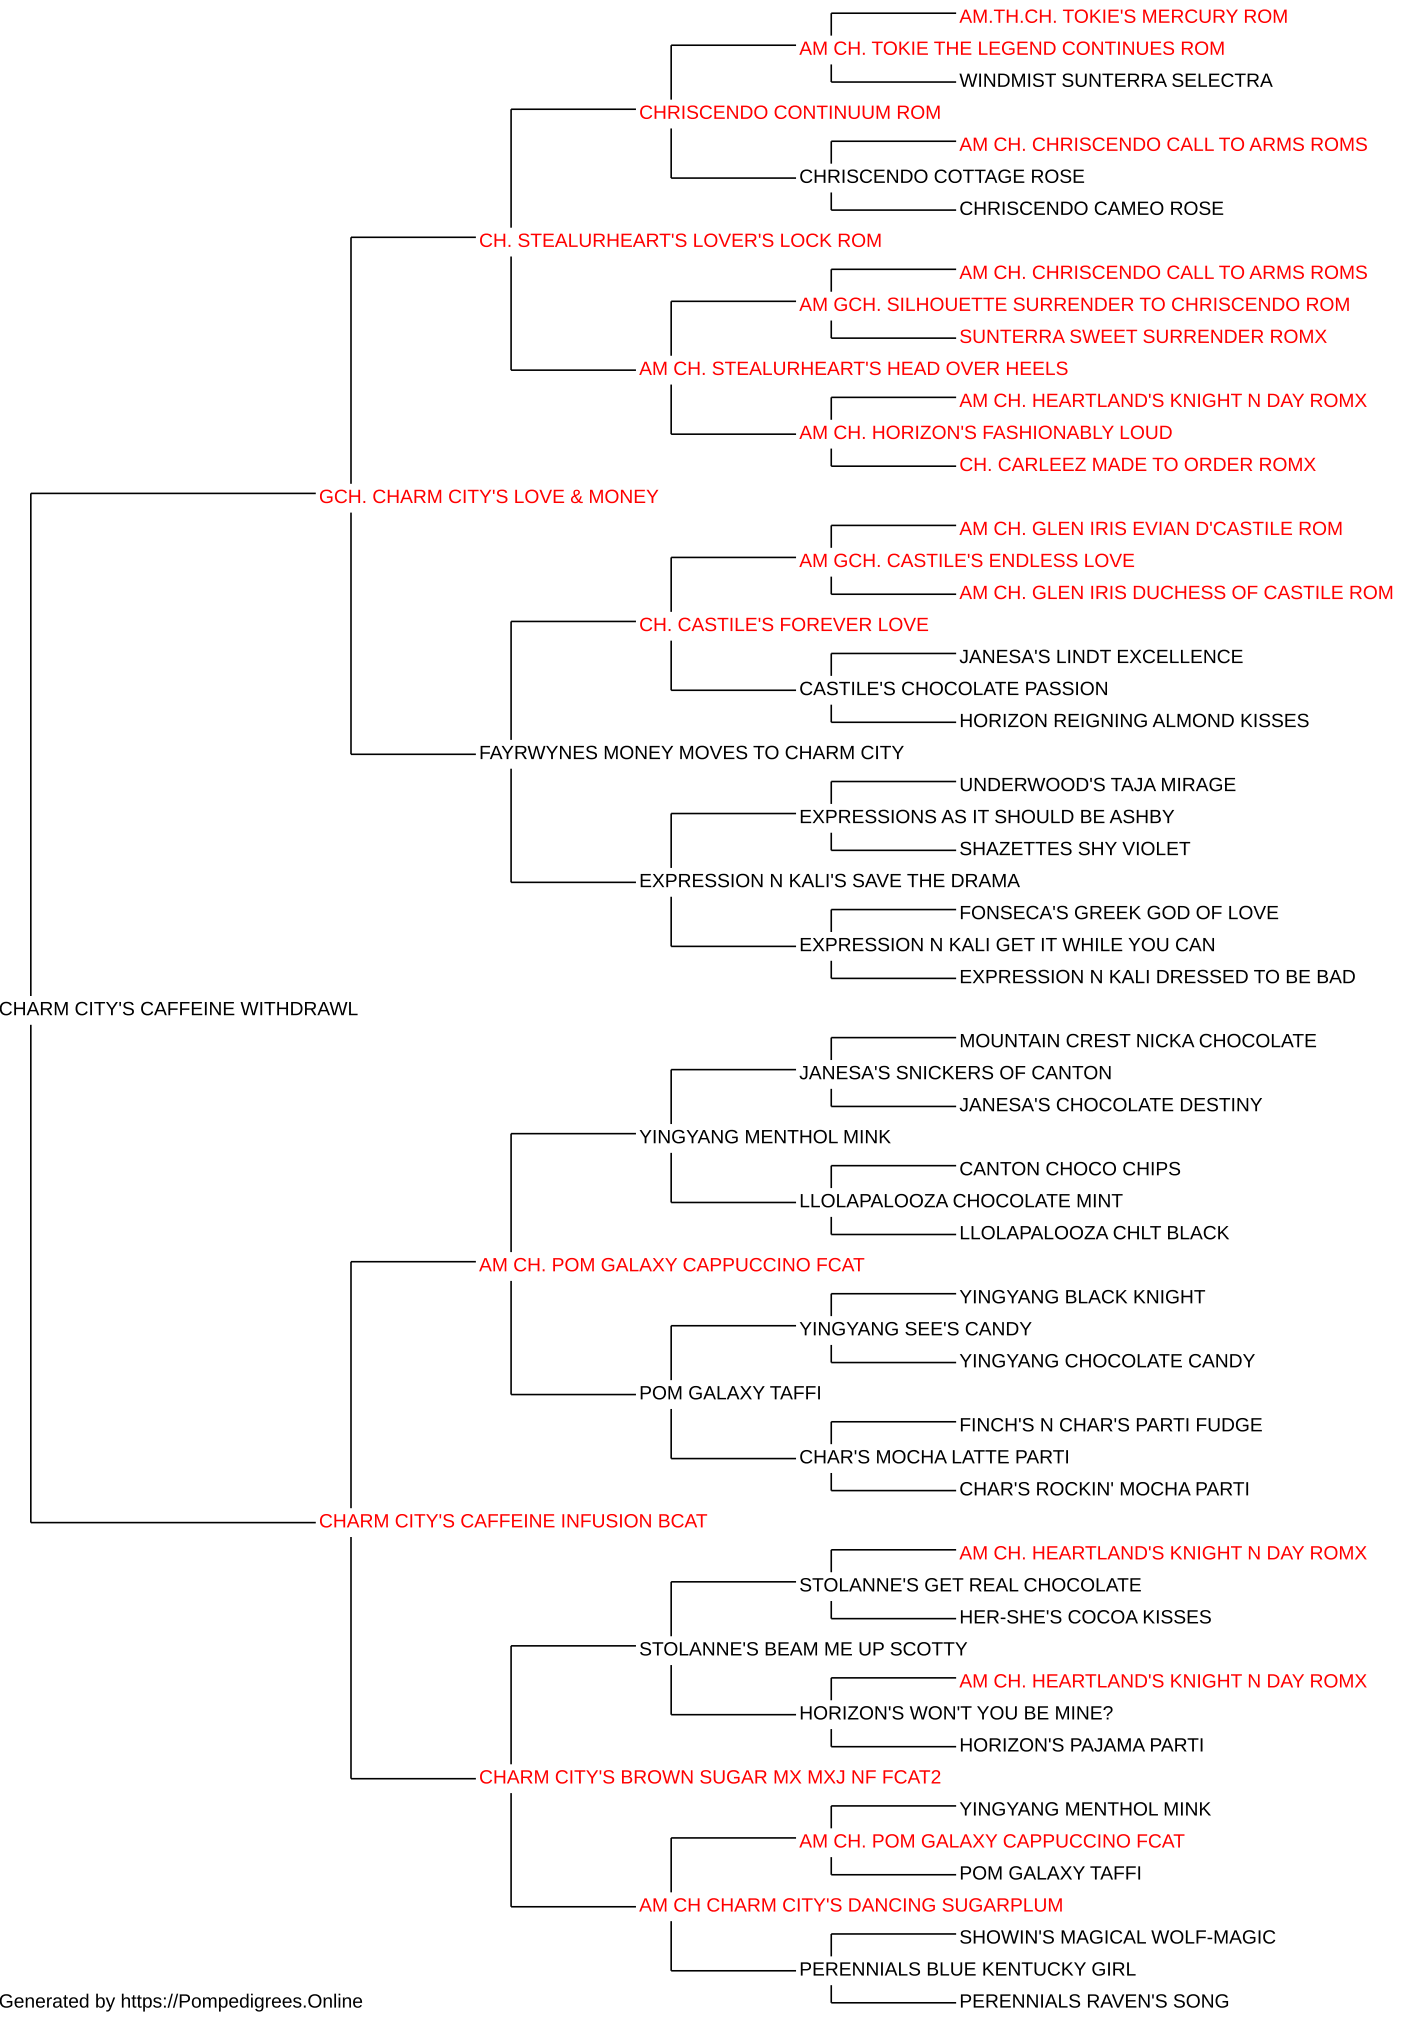 AM.TH.CH. TOKIE'S MERCURY ROM
AM CH. TOKIE THE LEGEND CONTINUES ROM
WINDMIST SUNTERRA SELECTRA
CHRISCENDO CONTINUUM ROM
AM CH. CHRISCENDO CALL TO ARMS ROMS
CHRISCENDO COTTAGE ROSE
CHRISCENDO CAMEO ROSE
CH. STEALURHEART'S LOVER'S LOCK ROM
AM CH. CHRISCENDO CALL TO ARMS ROMS
AM GCH. SILHOUETTE SURRENDER TO CHRISCENDO ROM
SUNTERRA SWEET SURRENDER ROMX
AM CH. STEALURHEART'S HEAD OVER HEELS
AM CH. HEARTLAND'S KNIGHT N DAY ROMX
AM CH. HORIZON'S FASHIONABLY LOUD
CH. CARLEEZ MADE TO ORDER ROMX
GCH. CHARM CITY'S LOVE & MONEY
AM CH. GLEN IRIS EVIAN D'CASTILE ROM
AM GCH. CASTILE'S ENDLESS LOVE
AM CH. GLEN IRIS DUCHESS OF CASTILE ROM
CH. CASTILE'S FOREVER LOVE
JANESA'S LINDT EXCELLENCE
CASTILE'S CHOCOLATE PASSION
HORIZON REIGNING ALMOND KISSES
FAYRWYNES MONEY MOVES TO CHARM CITY
UNDERWOOD'S TAJA MIRAGE
EXPRESSIONS AS IT SHOULD BE ASHBY
SHAZETTES SHY VIOLET
EXPRESSION N KALI'S SAVE THE DRAMA
FONSECA'S GREEK GOD OF LOVE
EXPRESSION N KALI GET IT WHILE YOU CAN
EXPRESSION N KALI DRESSED TO BE BAD
CHARM CITY'S CAFFEINE WITHDRAWL
MOUNTAIN CREST NICKA CHOCOLATE
JANESA'S SNICKERS OF CANTON
JANESA'S CHOCOLATE DESTINY
YINGYANG MENTHOL MINK
CANTON CHOCO CHIPS
LLOLAPALOOZA CHOCOLATE MINT
LLOLAPALOOZA CHLT BLACK
AM CH. POM GALAXY CAPPUCCINO FCAT
YINGYANG BLACK KNIGHT
YINGYANG SEE'S CANDY
YINGYANG CHOCOLATE CANDY
POM GALAXY TAFFI
FINCH'S N CHAR'S PARTI FUDGE
CHAR'S MOCHA LATTE PARTI
CHAR'S ROCKIN' MOCHA PARTI
CHARM CITY'S CAFFEINE INFUSION BCAT
AM CH. HEARTLAND'S KNIGHT N DAY ROMX
STOLANNE'S GET REAL CHOCOLATE
HER-SHE'S COCOA KISSES
STOLANNE'S BEAM ME UP SCOTTY
AM CH. HEARTLAND'S KNIGHT N DAY ROMX
HORIZON'S WON'T YOU BE MINE?
HORIZON'S PAJAMA PARTI
CHARM CITY'S BROWN SUGAR MX MXJ NF FCAT2
YINGYANG MENTHOL MINK
AM CH. POM GALAXY CAPPUCCINO FCAT
POM GALAXY TAFFI
AM CH CHARM CITY'S DANCING SUGARPLUM
SHOWIN'S MAGICAL WOLF-MAGIC
PERENNIALS BLUE KENTUCKY GIRL
PERENNIALS RAVEN'S SONG
Generated by https://Pompedigrees.Online